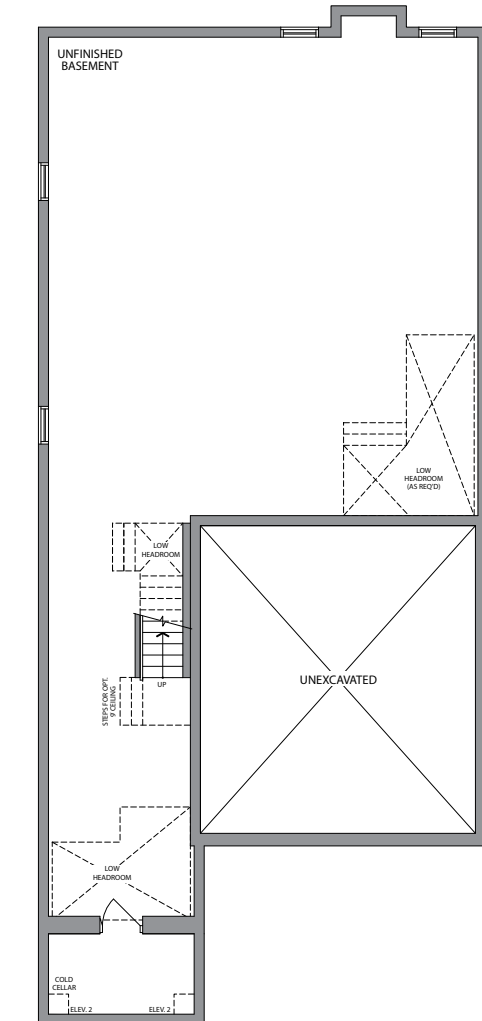 UNFINISHED
BASEMENT
LOW
HEADROOM
(AS REQ'D)
LOW
HEADROOM
UNEXCAVATED
UP
STEPS FOR OPT.
9' CEILING
LOW
HEADROOM
COLD
CELLAR
ELEV. 2
ELEV. 2